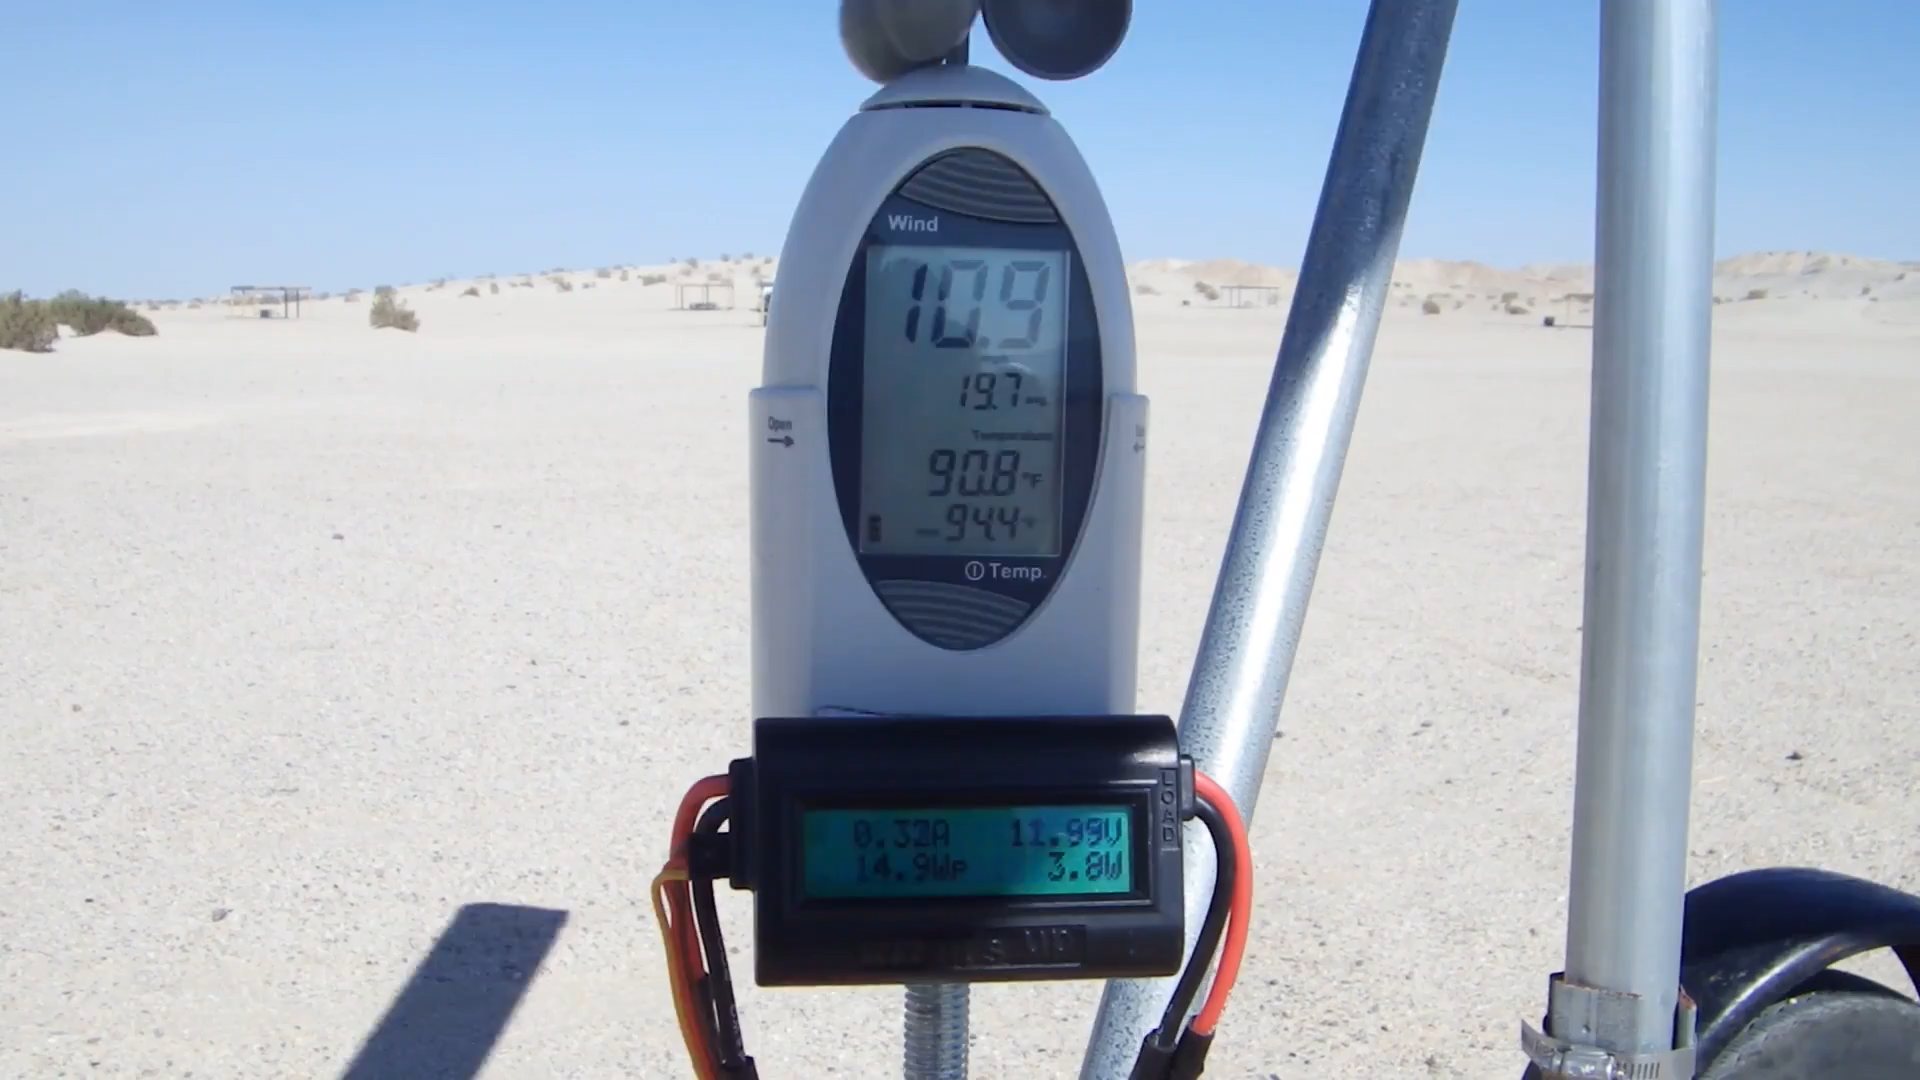 Wind
10.9
19.7
Open
Temperature
90.8 °F
-94.4
Temp.
LOAD
0.32A 11.99V
14.9Wp 3.8W